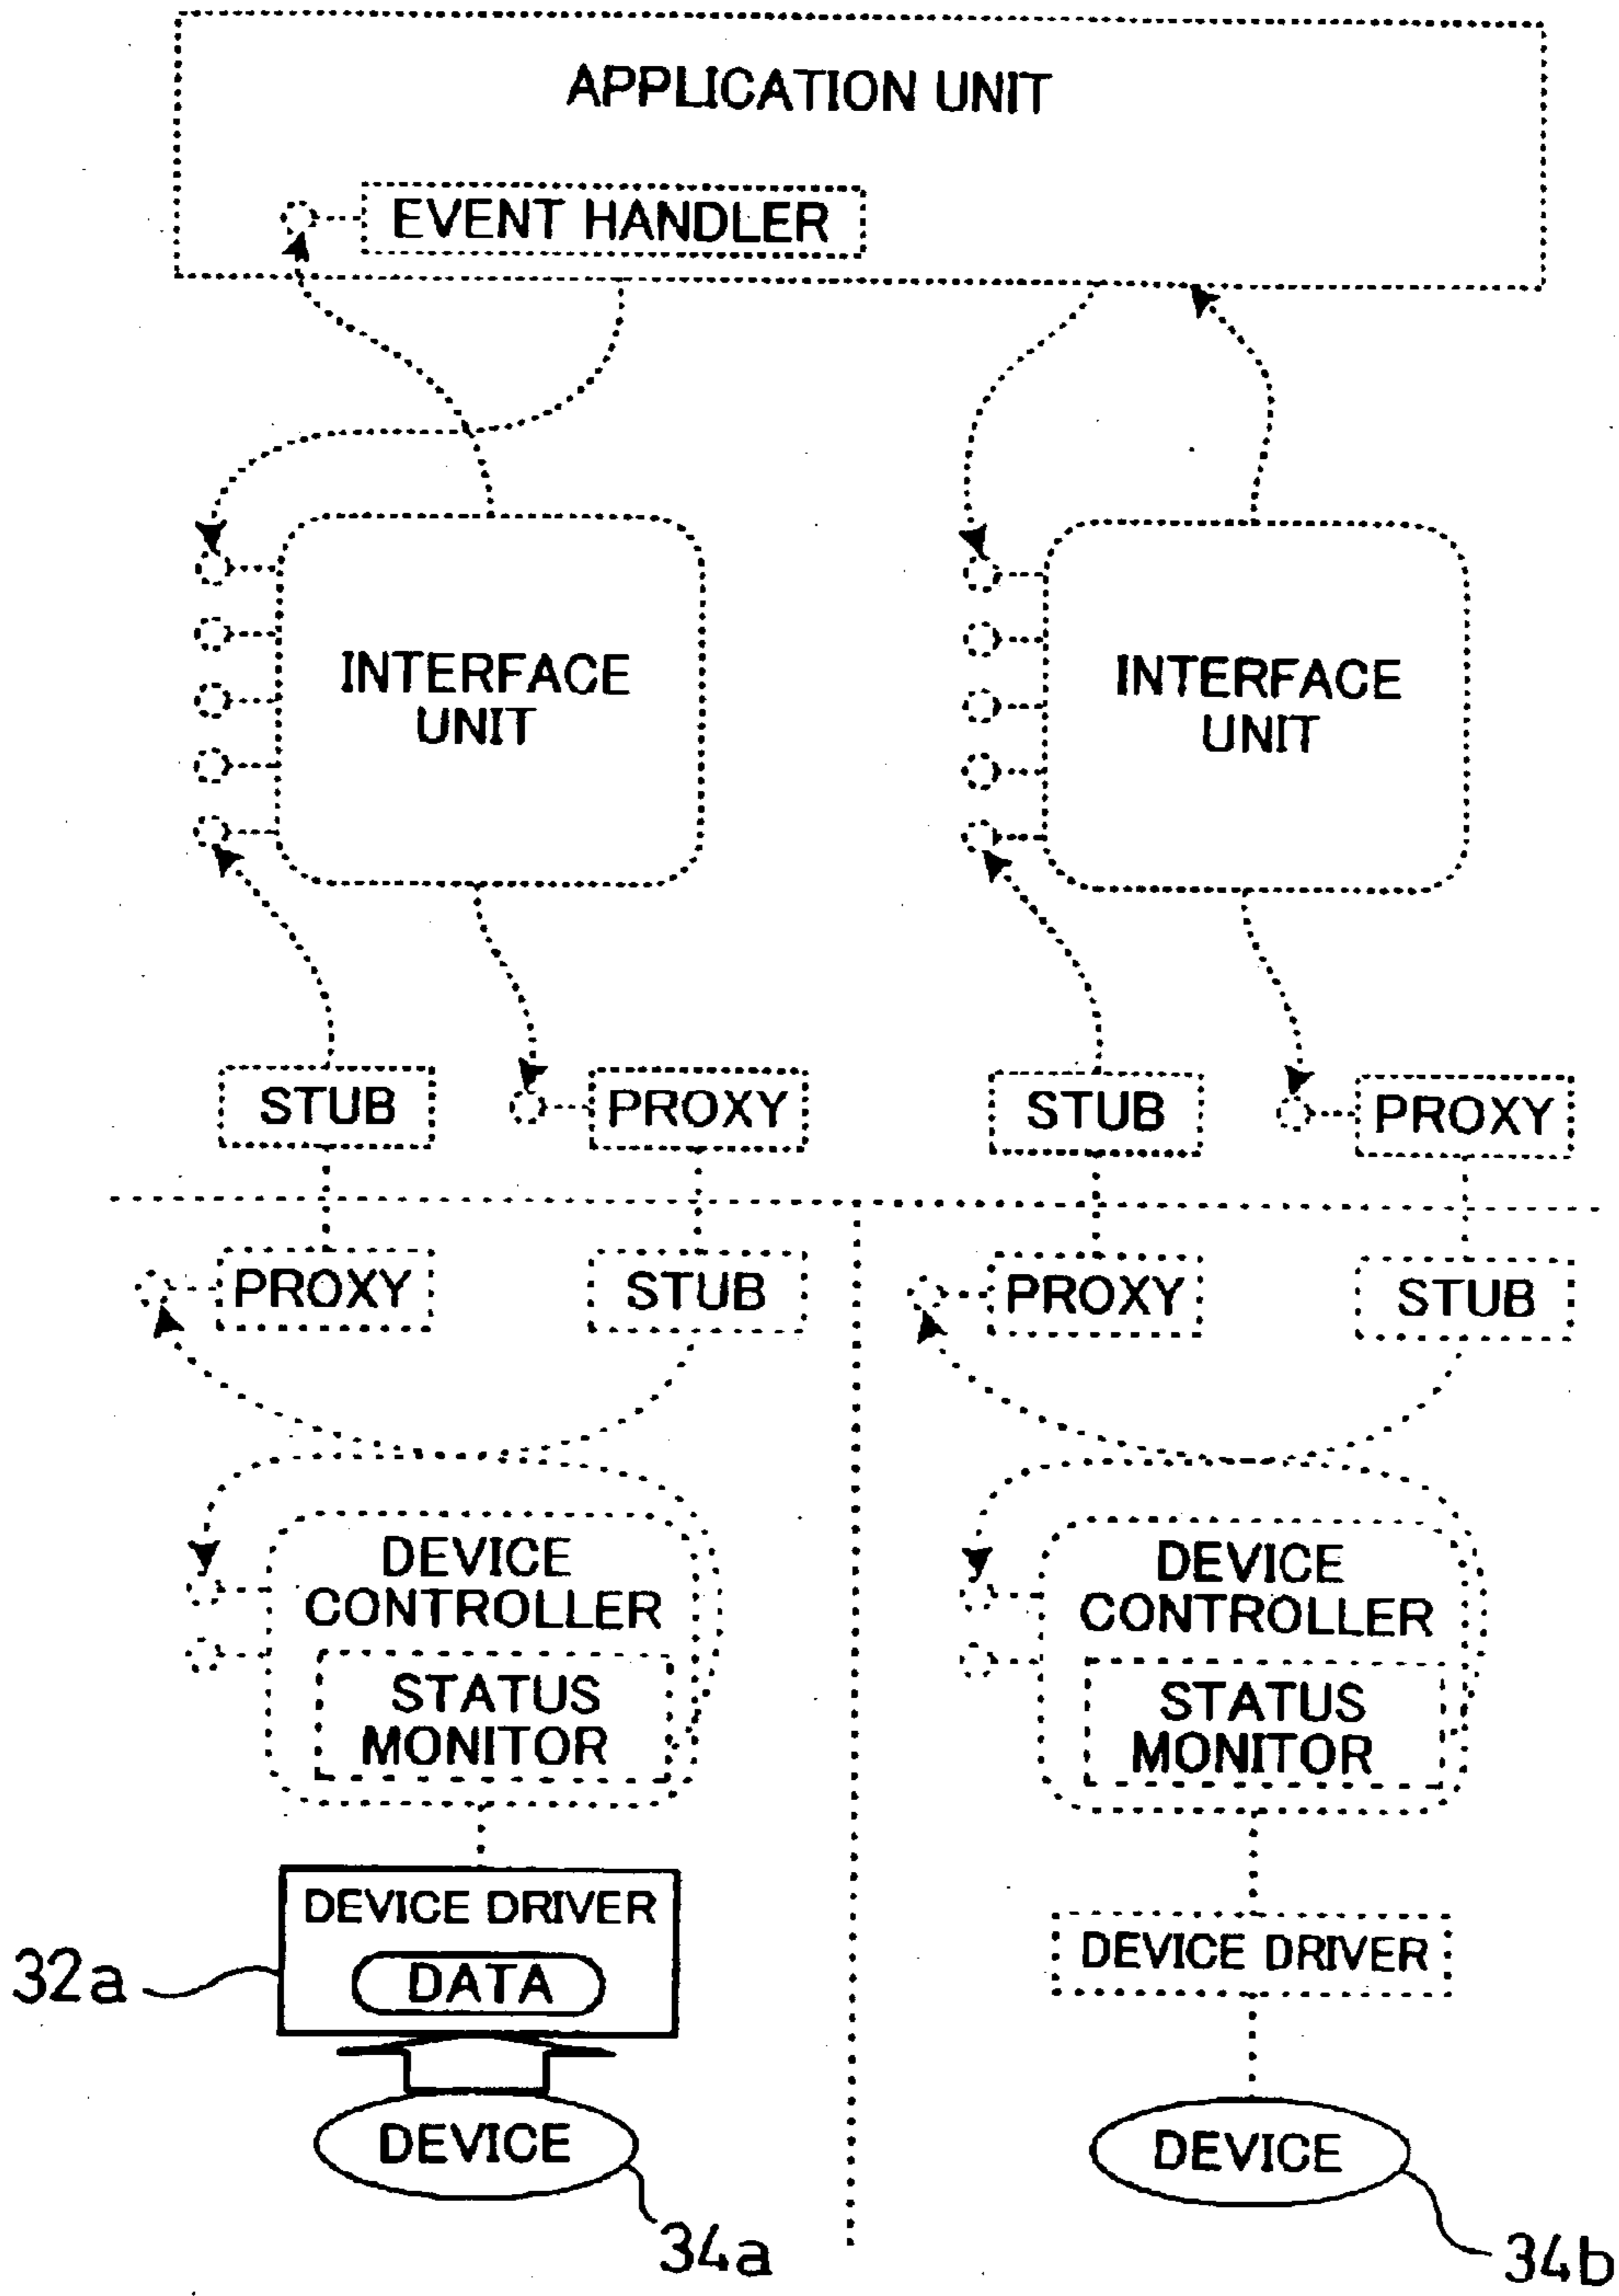 APPLICATION UNIT
EVENT HANDLER
INTERFACE
UNIT
INTERFACE
UNIT
STUB
PROXY
STUB
PROXY
PROXY
STUB
PROXY
STUB
DEVICE
CONTROLLER
STATUS
MONITOR
DEVICE
CONTROLLER
STATUS
MONITOR
DEVICE DRIVER
DATA
32a
DEVICE DRIVER
DEVICE
34a
DEVICE
34b